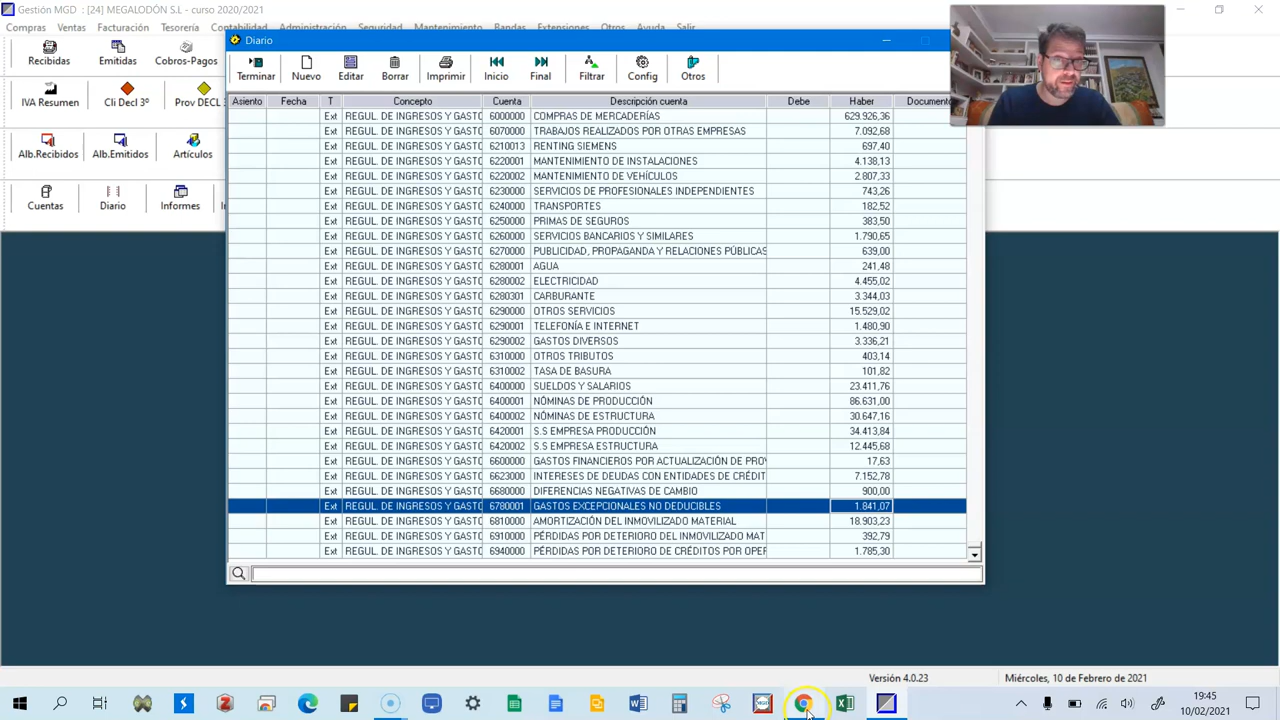 Gestión MGD : [24] MEGALODÓN S.L - curso 2020/2021
Compras Ventas Facturación Tesorería Contabilidad Administración Seguridad Mantenimiento Bandejas Otros Ayuda Salir
Diario
Recibidas Emitidas Cobros-Pagos
Terminar Nuevo Editar Borrar Imprimir Inicio Final Filtrar Config Otros
IVA Resumen Cli Decl 3º Prov DECL
Alb.Recibidos Alb.Emitidos Artículos
Cuentas Diario Informes
Asiento Fecha T Concepto Cuenta Descripción cuenta Debe Haber Documento
Ext REGUL. DE INGRESOS Y GASTO 6000000 COMPRAS DE MERCADERÍAS 629.926,36
Ext REGUL. DE INGRESOS Y GASTO 6070000 TRABAJOS REALIZADOS POR OTRAS EMPRESAS 7.092,68
Ext REGUL. DE INGRESOS Y GASTO 6210013 RENTING SIEMENS 697,40
Ext REGUL. DE INGRESOS Y GASTO 6220001 MANTENIMIENTO DE INSTALACIONES 4.138,13
Ext REGUL. DE INGRESOS Y GASTO 6220002 MANTENIMIENTO DE VEHÍCULOS 2.807,33
Ext REGUL. DE INGRESOS Y GASTO 6230000 SERVICIOS DE PROFESIONALES INDEPENDIENTES 743,26
Ext REGUL. DE INGRESOS Y GASTO 6240000 TRANSPORTES 182,52
Ext REGUL. DE INGRESOS Y GASTO 6250000 PRIMAS DE SEGUROS 383,50
Ext REGUL. DE INGRESOS Y GASTO 6260000 SERVICIOS BANCARIOS Y SIMILARES 1.790,65
Ext REGUL. DE INGRESOS Y GASTO 6270000 PUBLICIDAD, PROPAGANDA Y RELACIONES PÚBLICAS 639,00
Ext REGUL. DE INGRESOS Y GASTO 6280001 AGUA 241,48
Ext REGUL. DE INGRESOS Y GASTO 6280002 ELECTRICIDAD 4.455,02
Ext REGUL. DE INGRESOS Y GASTO 6280301 CARBURANTE 3.344,03
Ext REGUL. DE INGRESOS Y GASTO 6290000 OTROS SERVICIOS 15.529,02
Ext REGUL. DE INGRESOS Y GASTO 6290001 TELEFONÍA E INTERNET 1.480,90
Ext REGUL. DE INGRESOS Y GASTO 6290002 GASTOS DIVERSOS 3.336,21
Ext REGUL. DE INGRESOS Y GASTO 6310000 OTROS TRIBUTOS 403,14
Ext REGUL. DE INGRESOS Y GASTO 6310002 TASA DE BASURA 101,82
Ext REGUL. DE INGRESOS Y GASTO 6400000 SUELDOS Y SALARIOS 23.411,76
Ext REGUL. DE INGRESOS Y GASTO 6400001 NÓMINAS DE PRODUCCIÓN 86.631,00
Ext REGUL. DE INGRESOS Y GASTO 6400002 NÓMINAS DE ESTRUCTURA 30.647,16
Ext REGUL. DE INGRESOS Y GASTO 6420001 S.S EMPRESA PRODUCCIÓN 34.413,84
Ext REGUL. DE INGRESOS Y GASTO 6420002 S.S EMPRESA ESTRUCTURA 12.445,68
Ext REGUL. DE INGRESOS Y GASTO 6600000 GASTOS FINANCIEROS POR ACTUALIZACIÓN DE PRO 17,63
Ext REGUL. DE INGRESOS Y GASTO 6623000 INTERESES DE DEUDAS CON ENTIDADES DE CRÉDIT 7.152,78
Ext REGUL. DE INGRESOS Y GASTO 6680000 DIFERENCIAS NEGATIVAS DE CAMBIO 900,00
Ext REGUL. DE INGRESOS Y GASTO 6780001 GASTOS EXCEPCIONALES NO DEDUCIBLES 1.841,07
Ext REGUL. DE INGRESOS Y GASTO 6810000 AMORTIZACIÓN DEL INMOVILIZADO MATERIAL 18.903,23
Ext REGUL. DE INGRESOS Y GASTO 6910000 PÉRDIDAS POR DETERIORO DEL INMOVILIZADO MAT 392,79
Ext REGUL. DE INGRESOS Y GASTO 6940000 PÉRDIDAS POR DETERIORO DE CRÉDITOS POR OPER 1.785,30
Versión 4.0.23 Miércoles, 10 de Febrero de 2021
19:45
10/02/2021